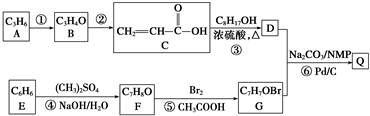 C₃H₆ ① C₃H₄O ② CH₂=CH-C(=O)-OH C₈H₁₇OH D
A B C 浓硫酸,△ ③
Na₂CO₃/NMP Q
⑥ Pd/C
C₆H₆ (CH₃)₂SO₄ C₇H₈O Br₂ C₇H₇OBr
E ④ NaOH/H₂O F ⑤ CH₃COOH G